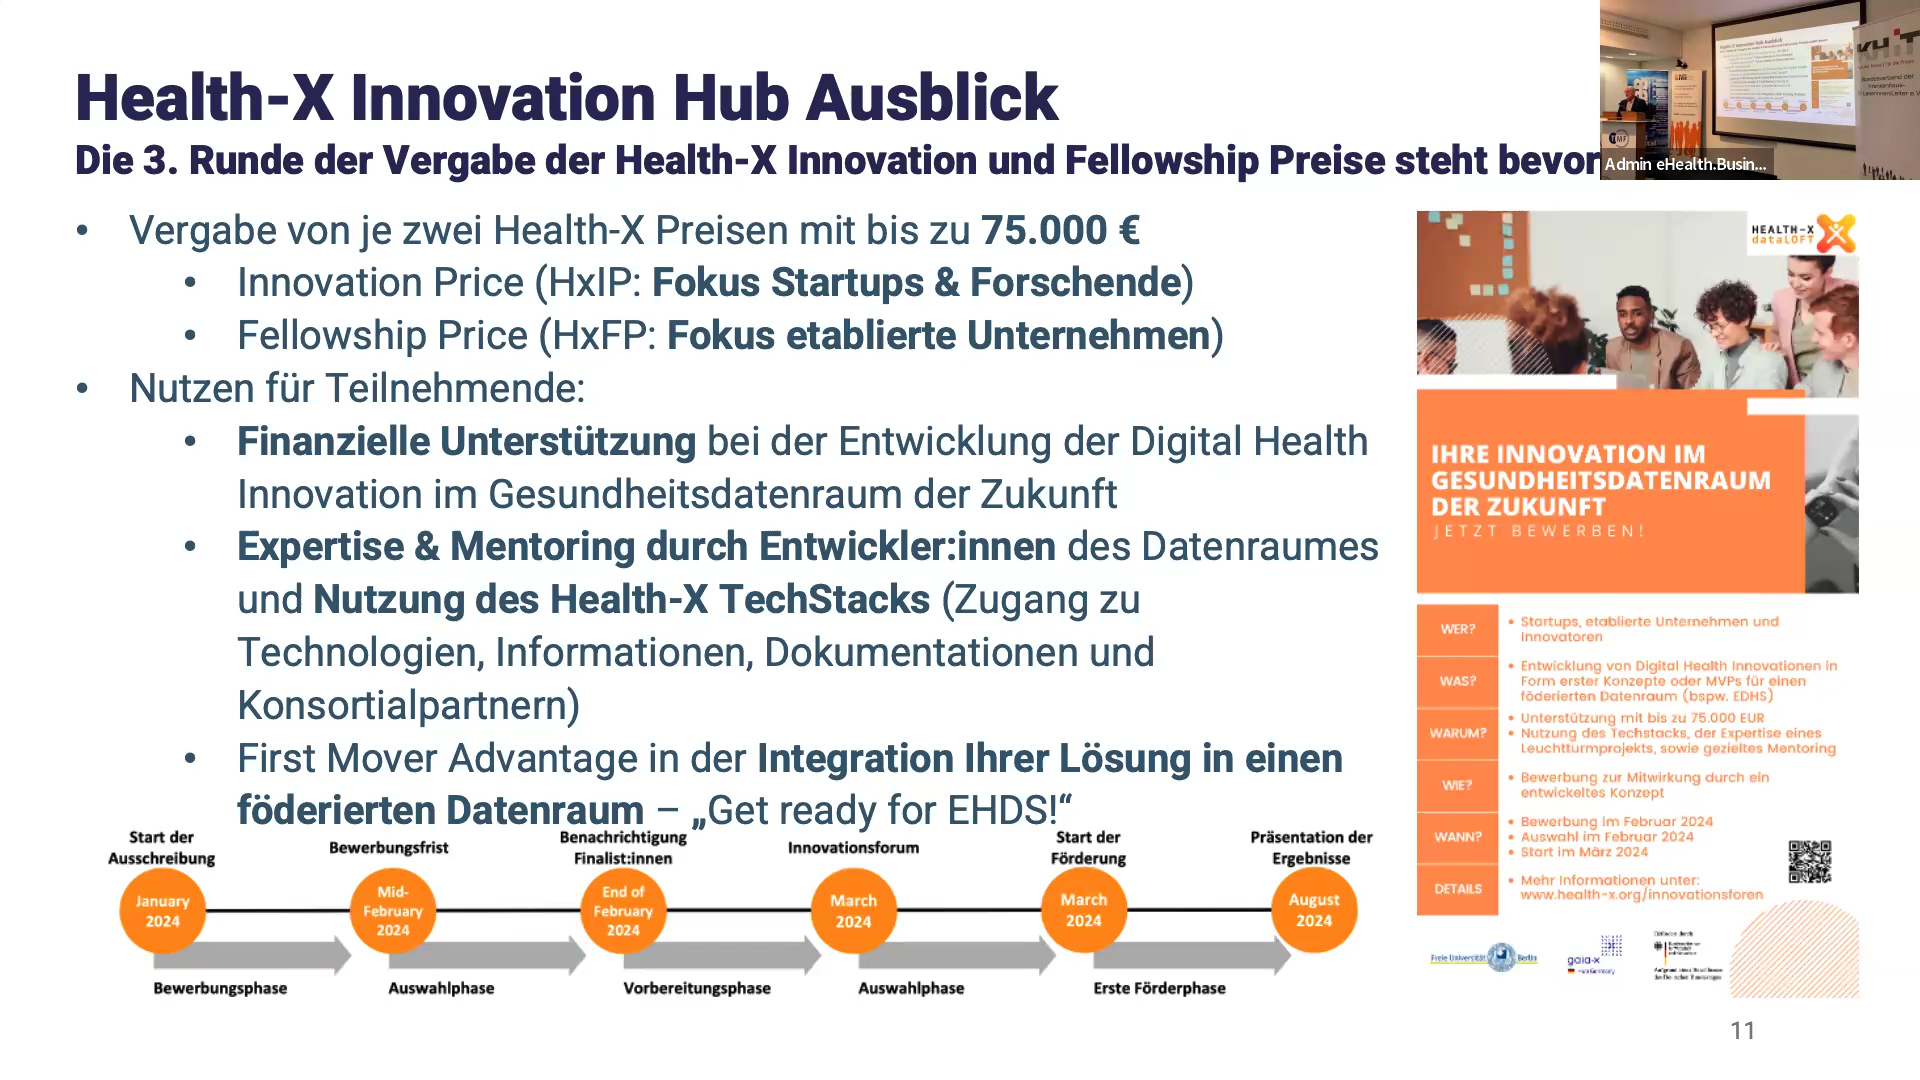 Health-X Innovation Hub Ausblick
Die 3. Runde der Vergabe der Health-X Innovation und Fellowship Preise steht bevor
Admin eHealth.Busin...
• Vergabe von je zwei Health-X Preisen mit bis zu 75.000 €
• Innovation Price (HxIP: Fokus Startups & Forschende)
• Fellowship Price (HxFP: Fokus etablierte Unternehmen)
• Nutzen für Teilnehmende:
• Finanzielle Unterstützung bei der Entwicklung der Digital Health
Innovation im Gesundheitsdatenraum der Zukunft
• Expertise & Mentoring durch Entwickler:innen des Datenraumes
und Nutzung des Health-X TechStacks (Zugang zu
Technologien, Informationen, Dokumentationen und
Konsortialpartnern)
• First Mover Advantage in der Integration Ihrer Lösung in einen
föderierten Datenraum – „Get ready for EHDS!“
Start der
Ausschreibung
Bewerbungsfrist
Benachrichtigung
Finalist:innen
Innovationsforum
Start der
Förderung
Präsentation der
Ergebnisse
January
2024
Mid-
February
2024
End of
February
2024
March
2024
March
2024
August
2024
Bewerbungsphase
Auswahlphase
Vorbereitungsphase
Auswahlphase
Erste Förderphase
HEALTH-X
dataLOFT
IHRE INNOVATION IM
GESUNDHEITSDATENRAUM
DER ZUKUNFT
JETZT BEWERBEN!
WER?
• Startups, etablierte Unternehmen und
Innovatoren
WAS?
• Entwicklung von Digital Health Innovationen in
Form erster Konzepte oder MVPs für einen
föderierten Datenraum (bspw. EDHS)
WARUM?
• Unterstützung mit bis zu 75.000 EUR
• Nutzung des Techstacks, der Expertise eines
Leuchtturmprojekts, sowie gezieltes Mentoring
WIE?
• Bewerbung zur Mitwirkung durch ein
entwickeltes Konzept
WANN?
• Bewerbung im Februar 2024
• Auswahl im Februar 2024
• Start im März 2024
DETAILS
• Mehr Informationen unter:
www.health-x.org/innovationsforen
Freie Universität Berlin
gaia-x
Hub Germany
11